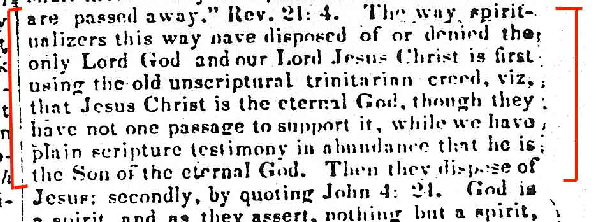 are passed away." Rev. 21: 4. The way spirit-
ualizers this way have disposed of or denied the
only Lord God and our Lord Jesus Christ is first
using the old unscriptural trinitarian creed, viz,
that Jesus Christ is the eternal God, though they
have not one passage to support it, while we have
plain scripture testimony in abundance that he is
the Son of the eternal God. Then they dispose of
Jesus; secondly, by quoting John 4: 24. God is
a spirit and as they assert, nothing but a spirit,